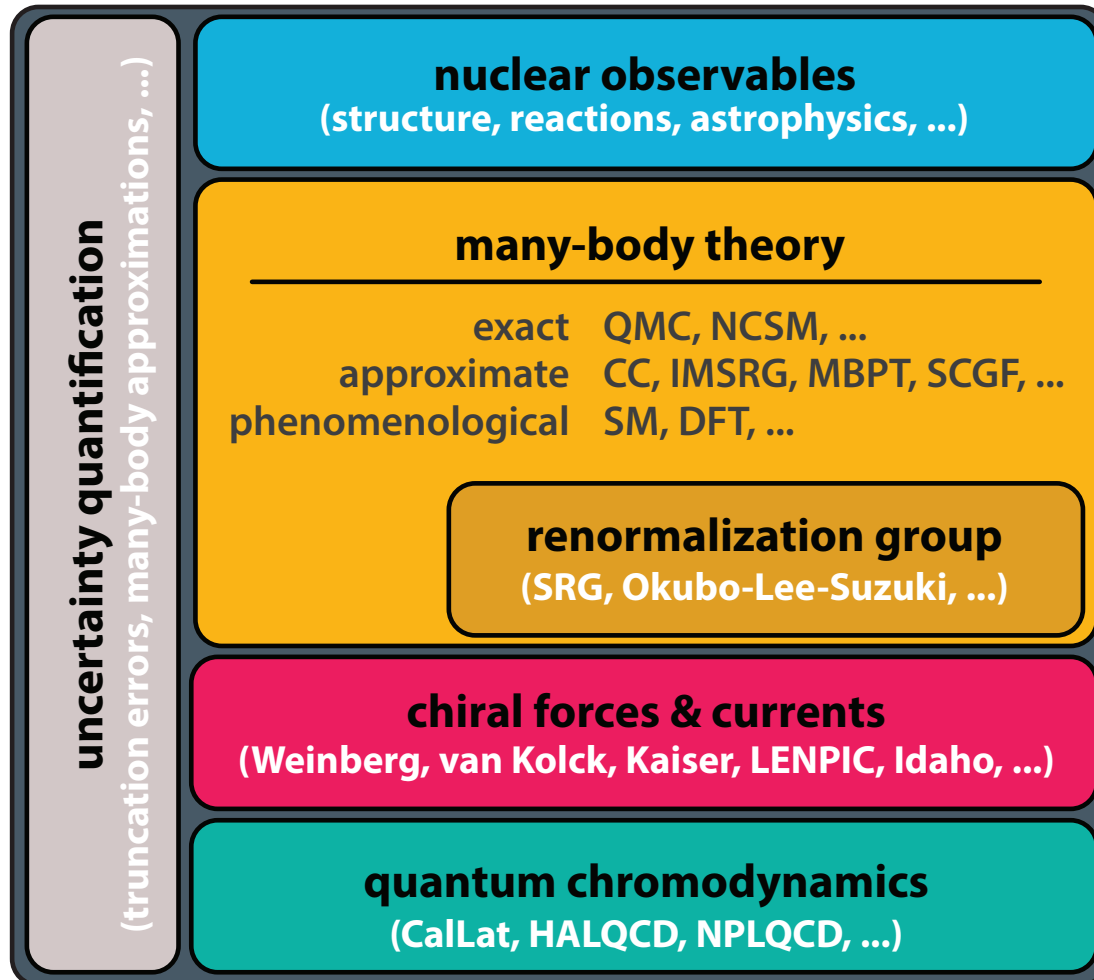 uncertainty quantification
(truncation errors, many-body approximations, ...)
nuclear observables
(structure, reactions, astrophysics, ...)
many-body theory
exact QMC, NCSM, ...
approximate CC, IMSRG, MBPT, SCGF, ...
phenomenological SM, DFT, ...
renormalization group
(SRG, Okubo-Lee-Suzuki, ...)
chiral forces & currents
(Weinberg, van Kolck, Kaiser, LENPIC, Idaho, ...)
quantum chromodynamics
(CalLat, HALQCD, NPLQCD, ...)